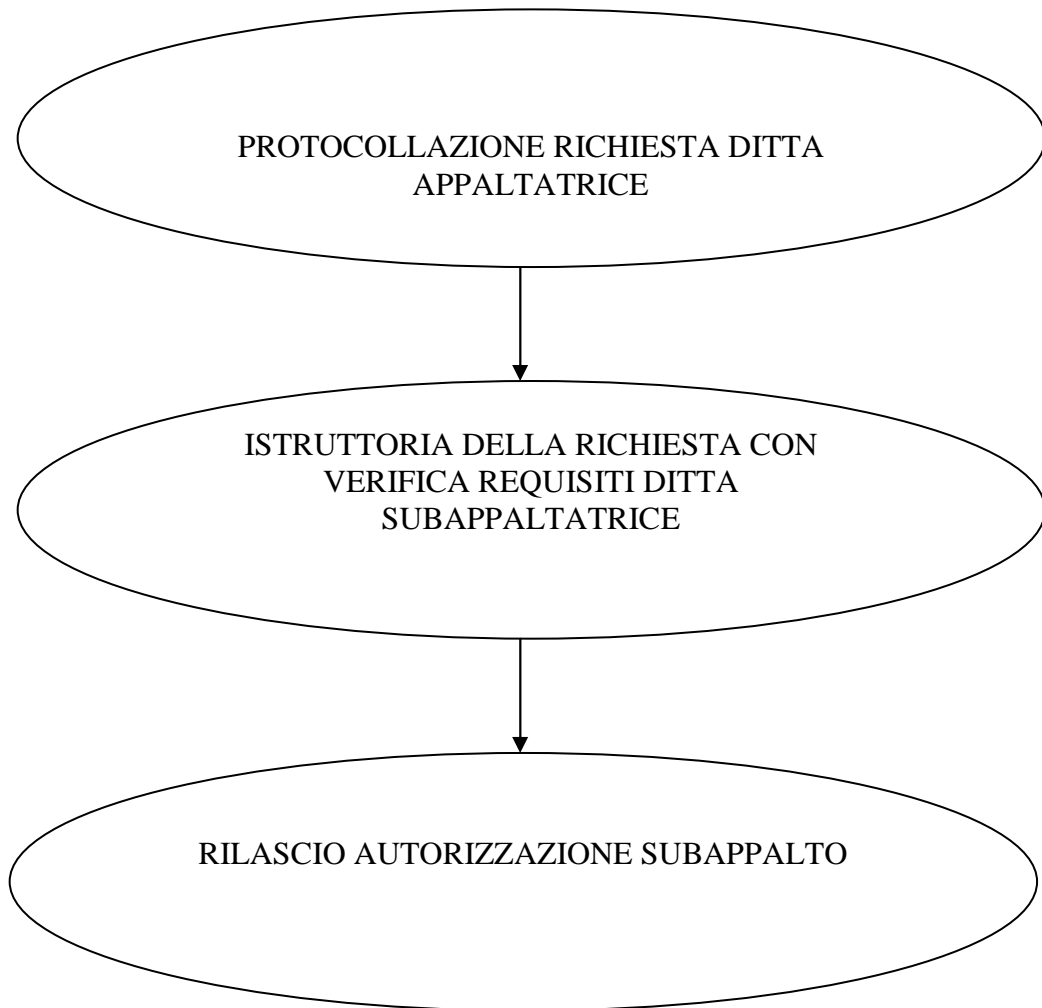 PROTOCOLLAZIONE RICHIESTA DITTA
APPALTATRICE
ISTRUTTORIA DELLA RICHIESTA CON
VERIFICA REQUISITI DITTA
SUBAPPALTATRICE
RILASCIO AUTORIZZAZIONE SUBAPPALTO